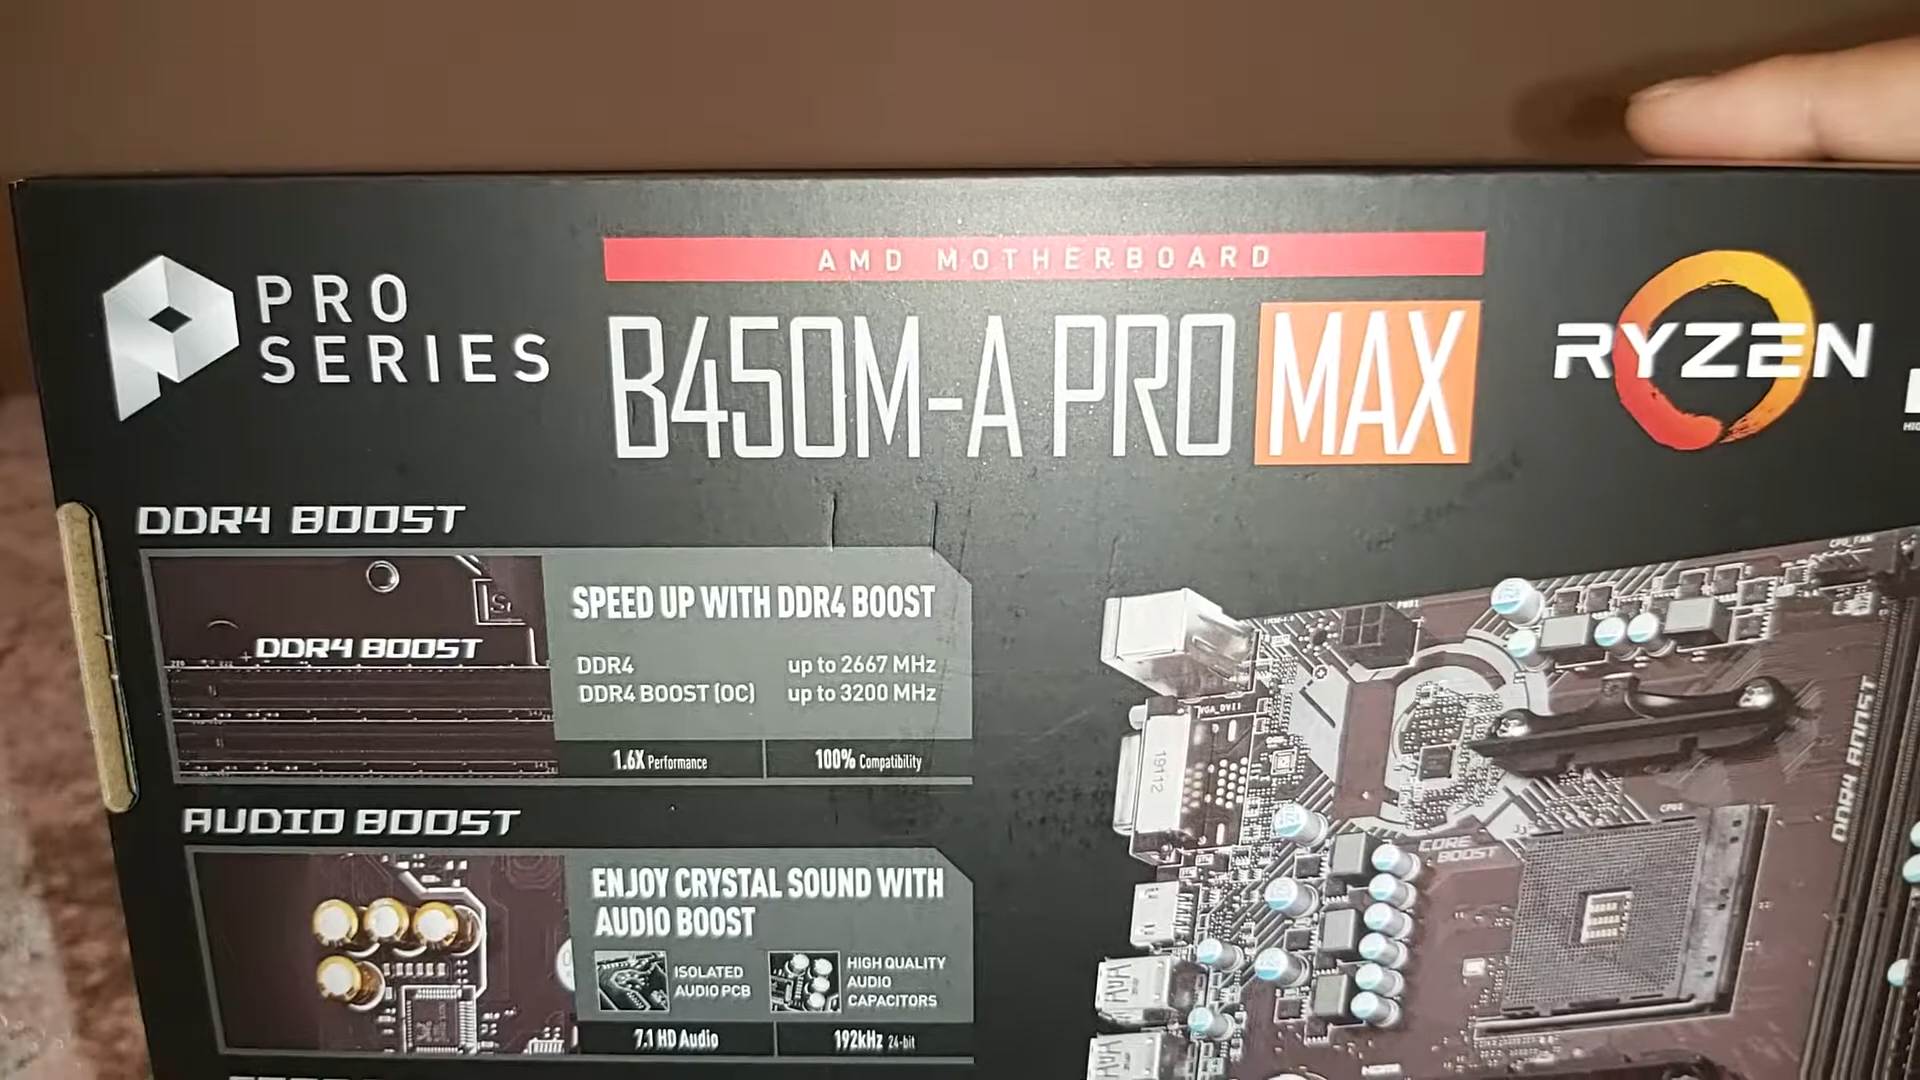 AMD MOTHERBOARD
PRO
SERIES
B450M-A PRO MAX
RYZEN
DDR4 BOOST
DDR4 BOOST
SPEED UP WITH DDR4 BOOST
DDR4 up to 2667 MHz
DDR4 BOOST (OC) up to 3200 MHz
1.6X Performance
100% Compatibility
AUDIO BOOST
ENJOY CRYSTAL SOUND WITH
AUDIO BOOST
ISOLATED
AUDIO PCB
HIGH QUALITY
AUDIO
CAPACITORS
7.1 HD Audio
192kHz 24-bit
CPU_FAN
VGA_DVI1
19112
CORE
BOOST
DDR4 BOOST